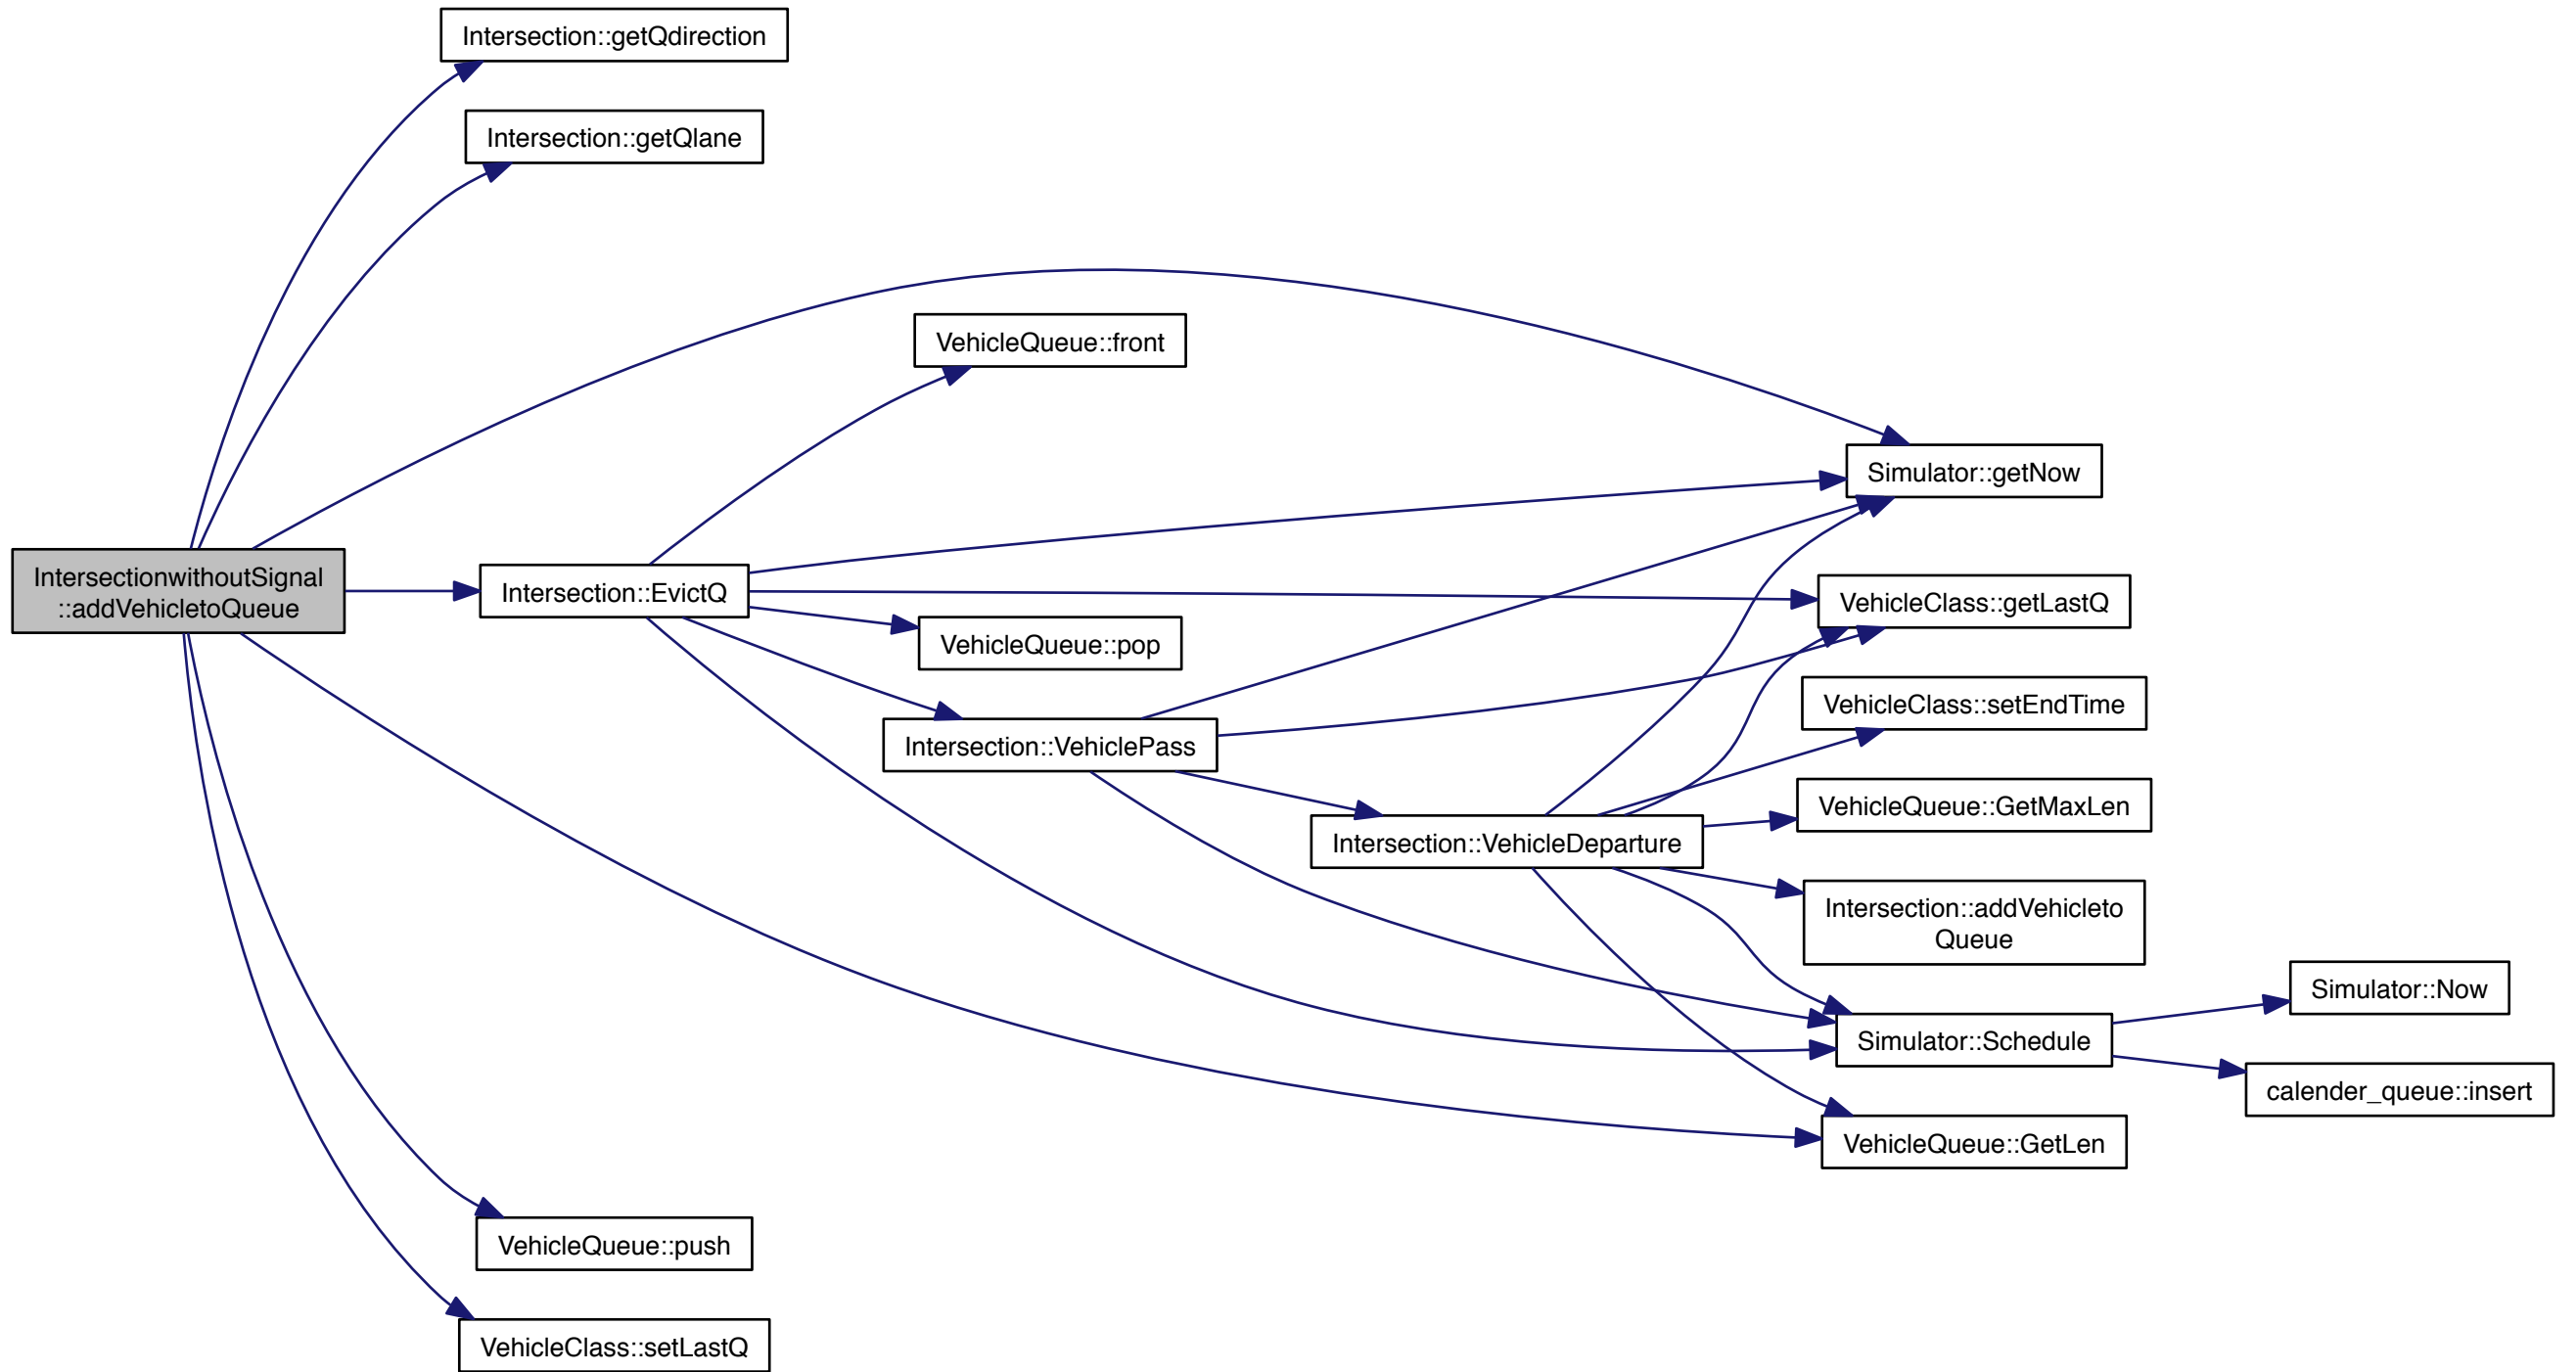 Intersection::getQdirection
Intersection::getQlane
VehicleQueue::front
Simulator::getNow
IntersectionwithoutSignal
::addVehicletoQueue
Intersection::EvictQ
VehicleClass::getLastQ
VehicleQueue::pop
VehicleClass::setEndTime
Intersection::VehiclePass
VehicleQueue::GetMaxLen
Intersection::VehicleDeparture
Intersection::addVehicleto
Queue
Simulator::Now
Simulator::Schedule
calender_queue::insert
VehicleQueue::GetLen
VehicleQueue::push
VehicleClass::setLastQ